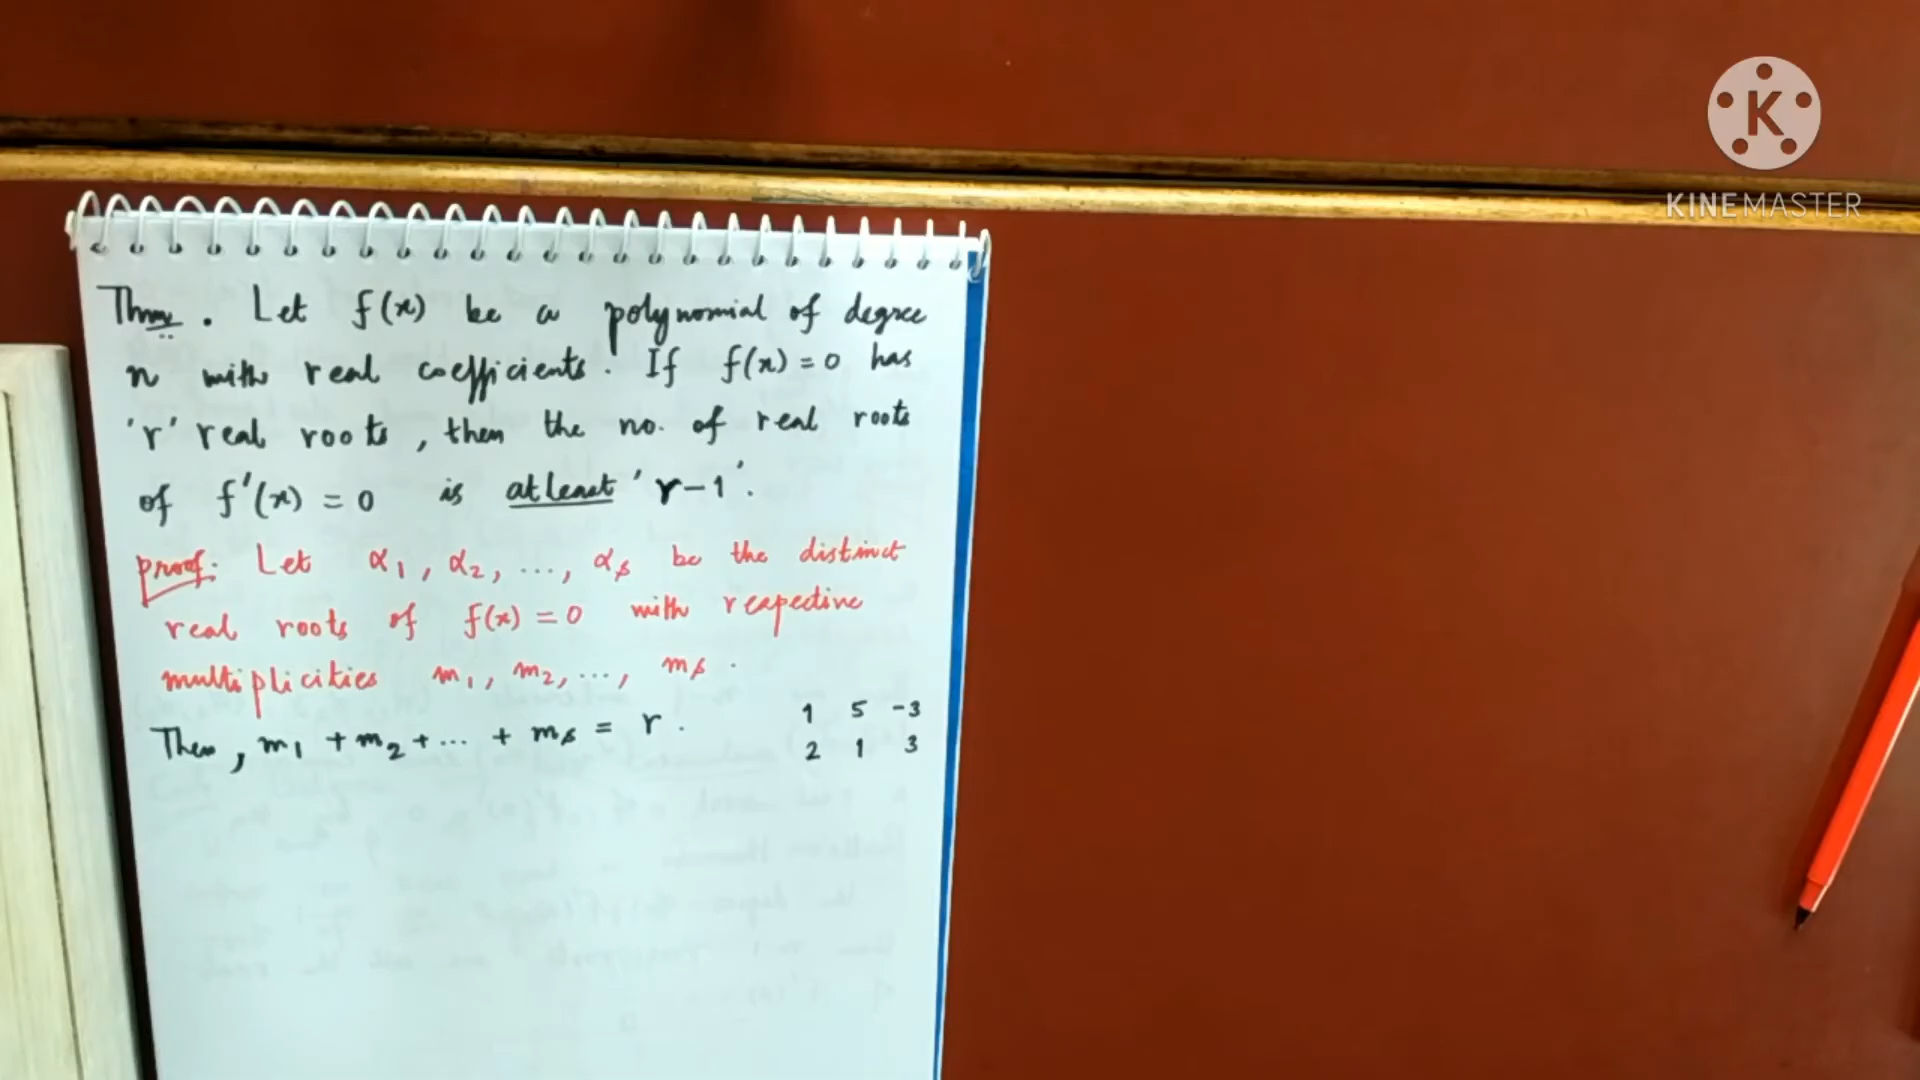 K
KINEMASTER
Thm. Let f(x) be a polynomial of degree
n with real coefficients. If f(x) = 0 has
'r' real roots, then the no. of real roots
of f'(x) = 0 is atleast 'r-1'.
proof. Let α1, α2, ..., αs be the distinct
real roots of f(x) = 0 with respective
multiplicities m1, m2, ..., ms.
Then, m1 + m2 + ... + ms = r.
1 5 -3
2 1 3